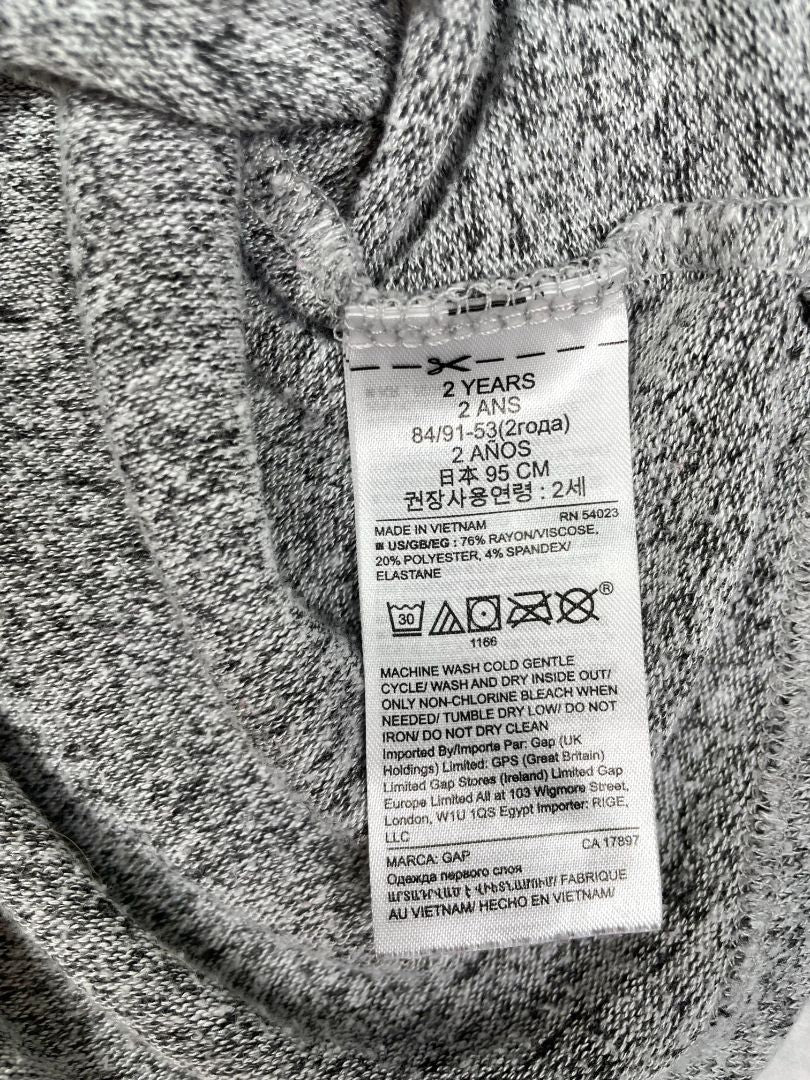 2 YEARS
2 ANS
84/91-53(2года)
2 AÑOS
日本 95 CM
권장사용연령 : 2세
MADE IN VIETNAM RN 54023
US/GB/EG : 76% RAYON/VISCOSE,
20% POLYESTER, 4% SPANDEX/
ELASTANE
30
®
1166
MACHINE WASH COLD GENTLE
CYCLE/ WASH AND DRY INSIDE OUT/
ONLY NON-CHLORINE BLEACH WHEN
NEEDED/ TUMBLE DRY LOW/ DO NOT
IRON/ DO NOT DRY CLEAN
Imported By/Importe Par: Gap (UK
Holdings) Limited: GPS (Great Britain)
Limited Gap Stores (Ireland) Limited Gap
Europe Limited All at 103 Wigmore Street,
London, W1U 1QS Egypt Importer: RIGE,
LLC
MARCA: GAP CA 17897
Одежда первого слоя
ԱՐՏԱԴՐՎԱԾ Է ՎԻԵՏՆԱՄՈՒՄ/ FABRIQUE
AU VIETNAM/ HECHO EN VIETNAM/